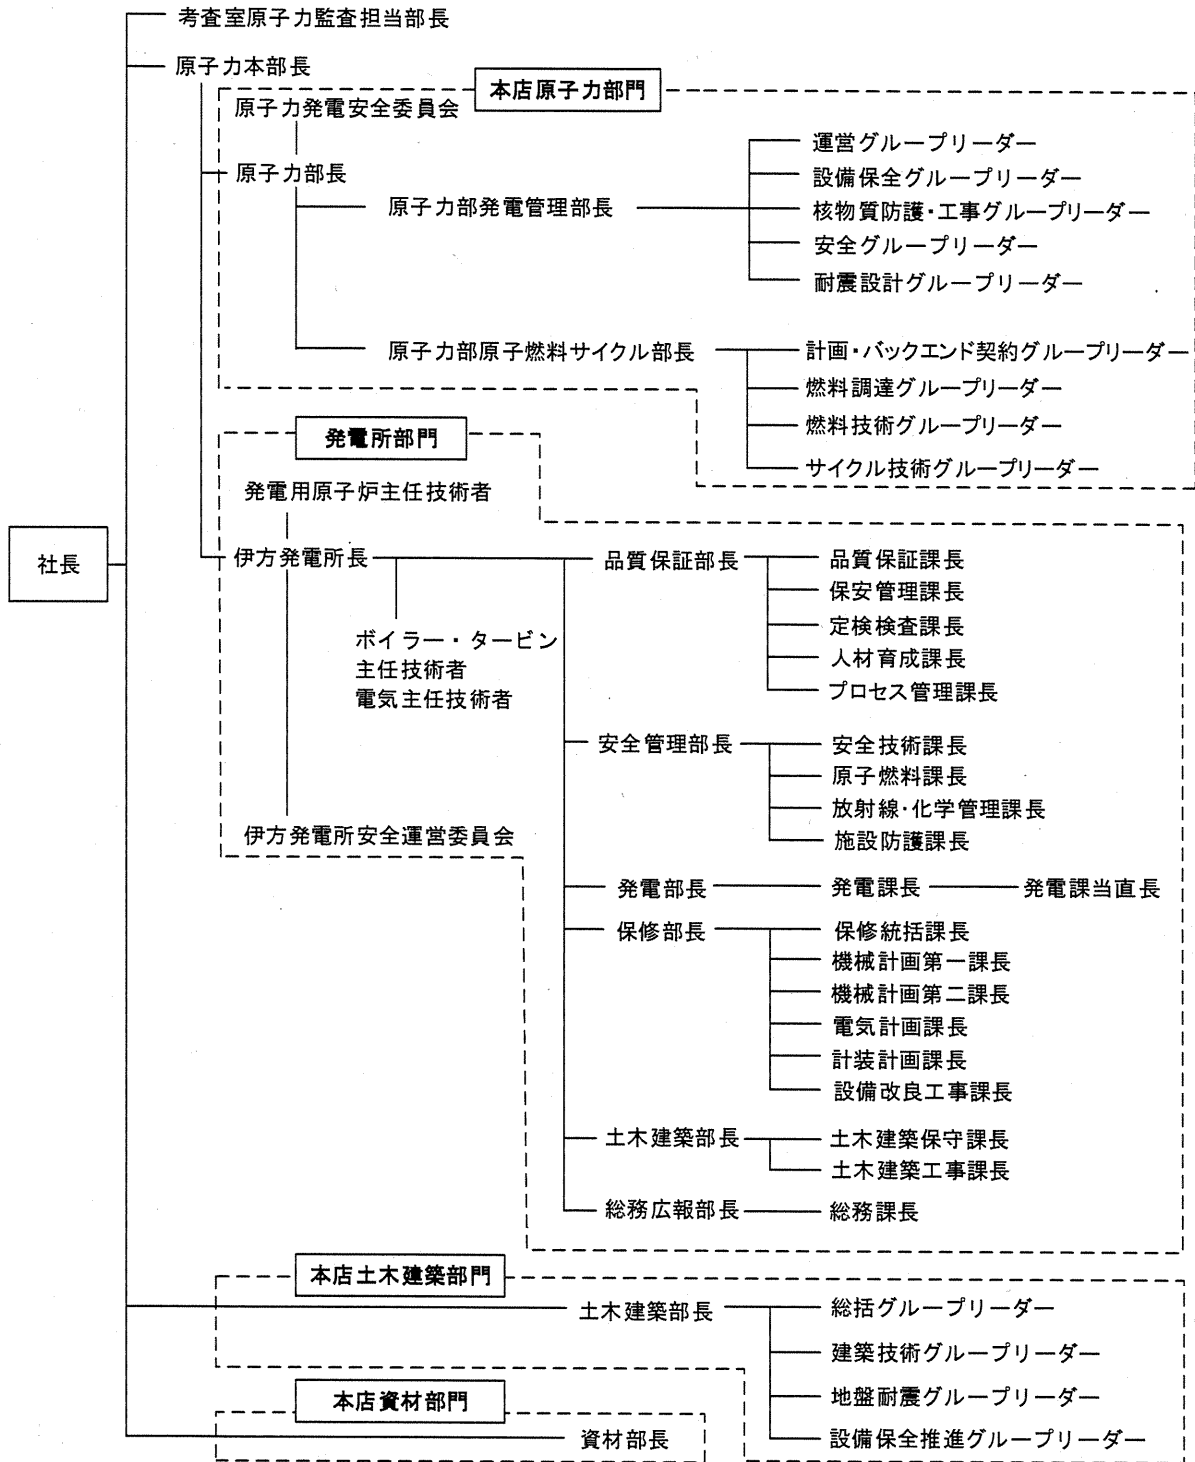 考査室原子力監査担当部長
原子力本部長
本店原子力部門
原子力発電安全委員会
原子力部長
原子力部発電管理部長
運営グループリーダー
設備保全グループリーダー
核物質防護・工事グループリーダー
安全グループリーダー
耐震設計グループリーダー
原子力部原子燃料サイクル部長
計画・バックエンド契約グループリーダー
燃料調達グループリーダー
燃料技術グループリーダー
サイクル技術グループリーダー
発電所部門
発電用原子炉主任技術者
社長
伊方発電所長
ボイラー・タービン
主任技術者
電気主任技術者
伊方発電所安全運営委員会
品質保証部長
品質保証課長
保安管理課長
定検検査課長
人材育成課長
プロセス管理課長
安全管理部長
安全技術課長
原子燃料課長
放射線・化学管理課長
施設防護課長
発電部長
発電課長
発電課当直長
保修部長
保修統括課長
機械計画第一課長
機械計画第二課長
電気計画課長
計装計画課長
設備改良工事課長
土木建築部長
土木建築保守課長
土木建築工事課長
総務広報部長
総務課長
本店土木建築部門
土木建築部長
総括グループリーダー
建築技術グループリーダー
地盤耐震グループリーダー
設備保全推進グループリーダー
本店資材部門
資材部長